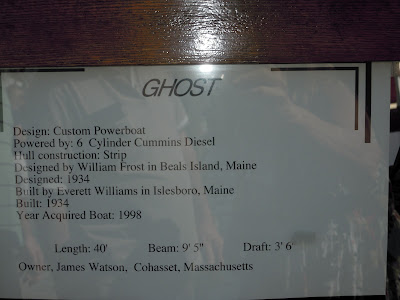 GHOST
Design: Custom Powerboat
Powered by: 6 Cylinder Cummins Diesel
Hull construction: Strip
Designed by William Frost in Beals Island, Maine
Designed: 1934
Built by Everett Williams in Islesboro, Maine
Built: 1934
Year Acquired Boat: 1998
Length: 40' Beam: 9' 5" Draft: 3' 6'
Owner, James Watson, Cohasset, Massachusetts